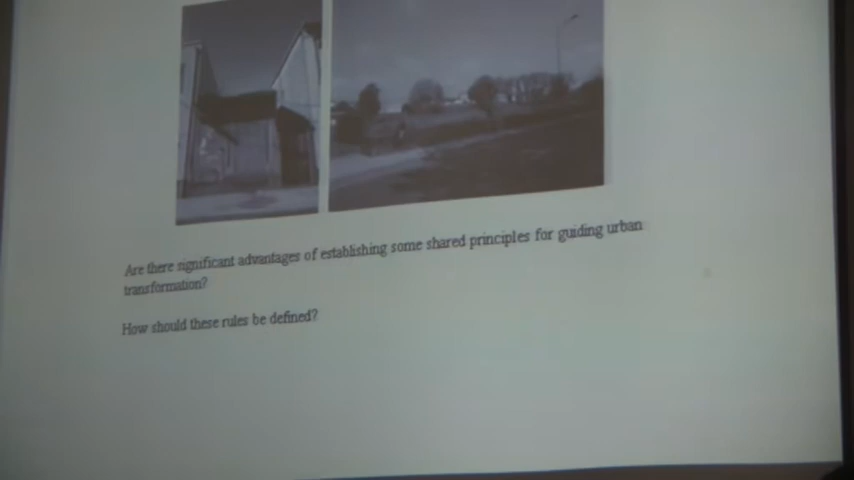 Are there significant advantages of establishing some shared principles for guiding urban
transformation?
How should these rules be defined?